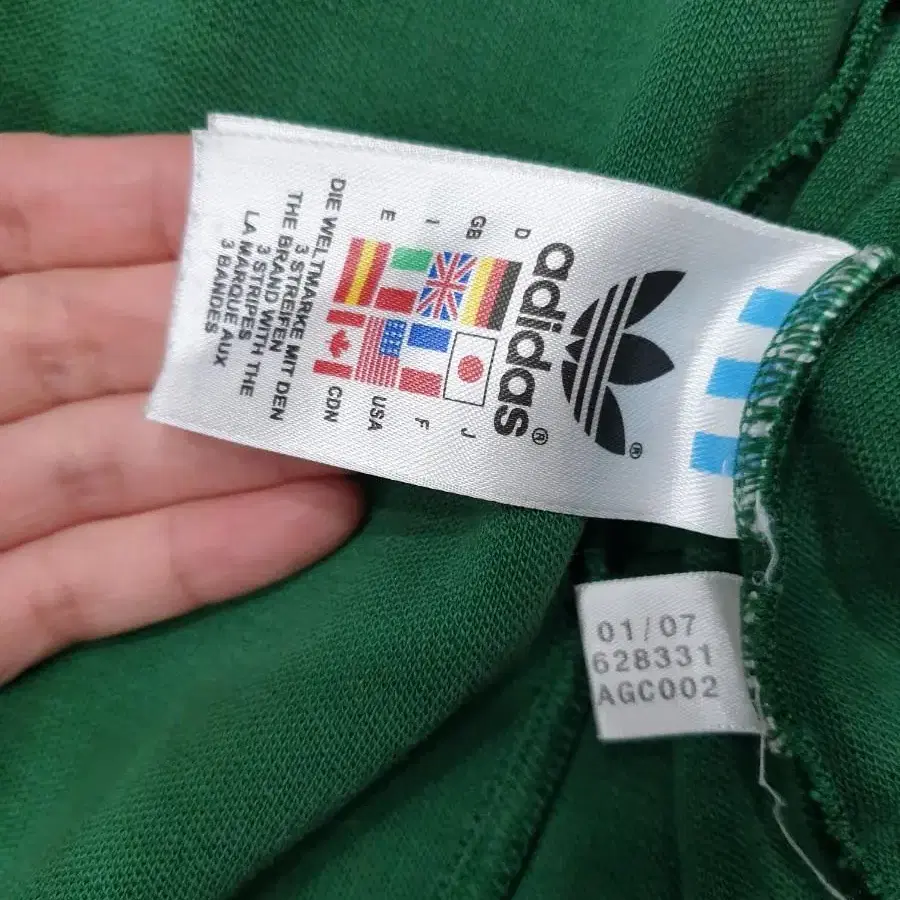 adidas®
®
D
GB
I
E
J
F
USA
CDN
DIE WELTMARKE MIT DEN
3 STREIFEN
THE BRAND WITH THE
3 STRIPES
LA MARQUE AUX
3 BANDES
01/07
628331
AGC002